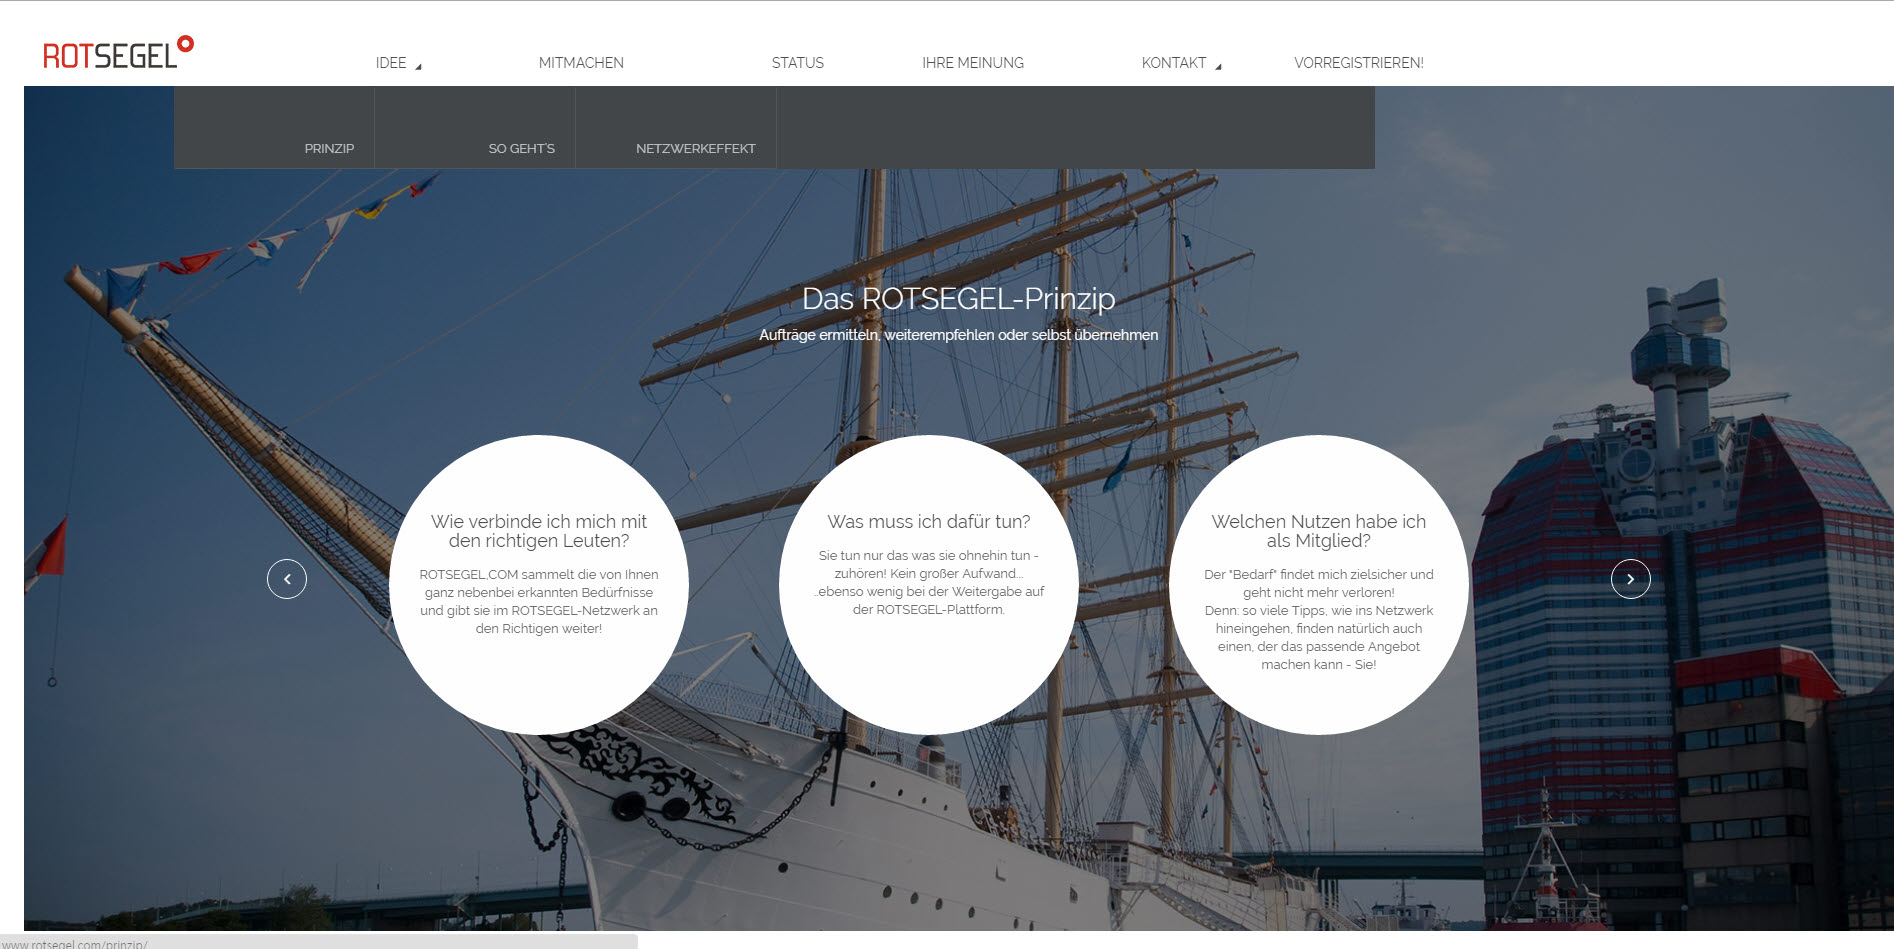 ROTSEGEL
IDEE
MITMACHEN
STATUS
IHRE MEINUNG
KONTAKT
VORREGISTRIEREN!
PRINZIP
SO GEHT'S
NETZWERKEFFEKT
Das ROTSEGEL-Prinzip
Aufträge ermitteln, weiterempfehlen oder selbst übernehmen
Wie verbinde ich mich mit
den richtigen Leuten?
ROTSEGEL.COM sammelt die von Ihnen
ganz nebenbei erkannten Bedürfnisse
und gibt sie im ROTSEGEL-Netzwerk an
den Richtigen weiter!
Was muss ich dafür tun?
Sie tun nur das was sie ohnehin tun -
zuhören! Kein großer Aufwand...
...ebenso wenig bei der Weitergabe auf
der ROTSEGEL-Plattform.
Welchen Nutzen habe ich
als Mitglied?
Der "Bedarf" findet mich zielsicher und
geht nicht mehr verloren!
Denn: so viele Tipps, wie ins Netzwerk
hineingehen, finden natürlich auch
einen, der das passende Angebot
machen kann - Sie!
www.rotsegel.com/prinzip/